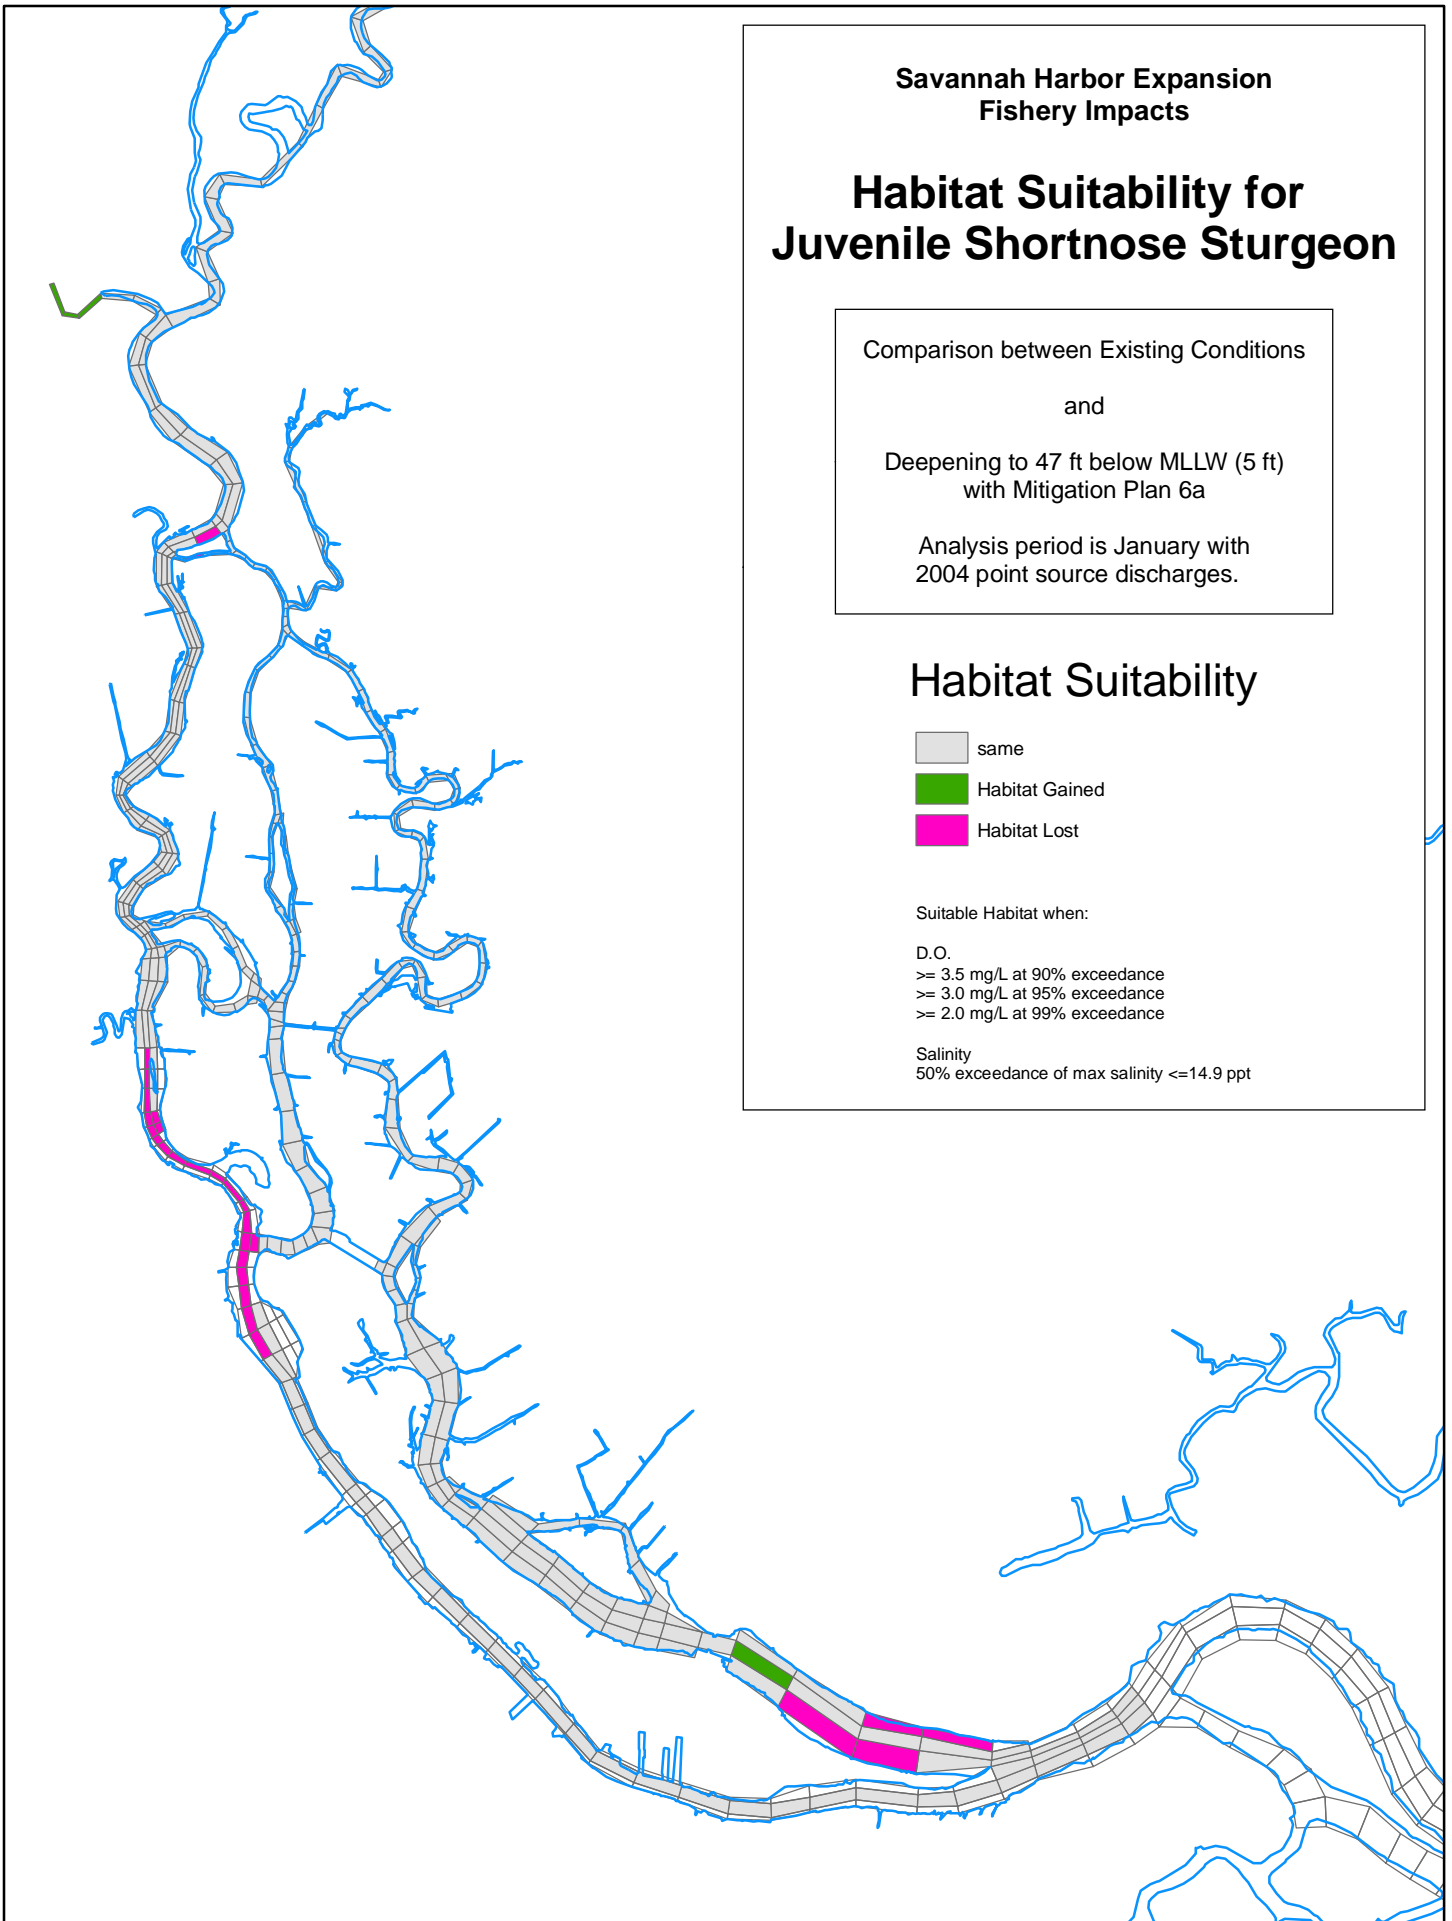 Savannah Harbor Expansion
Fishery Impacts
Habitat Suitability for
Juvenile Shortnose Sturgeon
Comparison between Existing Conditions
and
Deepening to 47 ft below MLLW (5 ft)
with Mitigation Plan 6a
Analysis period is January with
2004 point source discharges.
Habitat Suitability
same
Habitat Gained
Habitat Lost
Suitable Habitat when:
D.O.
>= 3.5 mg/L at 90% exceedance
>= 3.0 mg/L at 95% exceedance
>= 2.0 mg/L at 99% exceedance
Salinity
50% exceedance of max salinity <=14.9 ppt